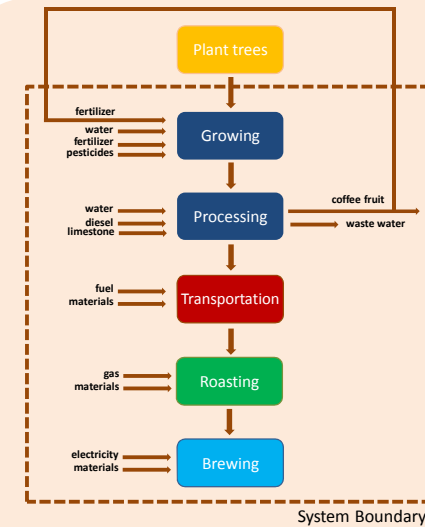 Plant trees
fertilizer
water
fertilizer
pesticides
Growing
water
diesel
limestone
Processing
coffee fruit
waste water
fuel
materials
Transportation
gas
materials
Roasting
electricity
materials
Brewing
System Boundary